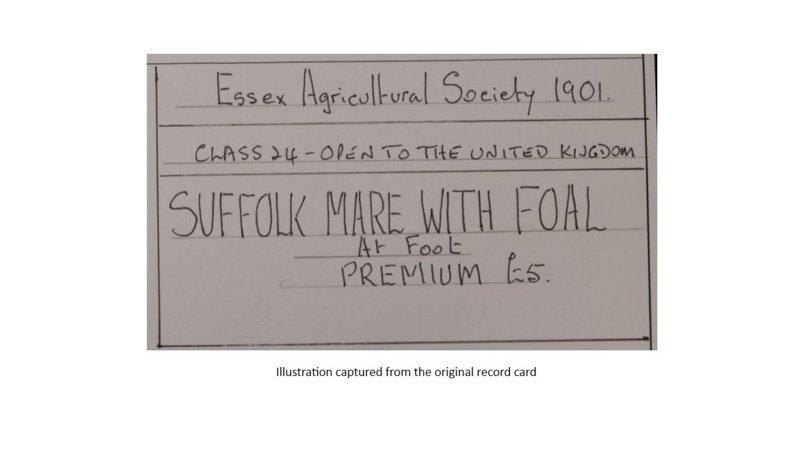 Essex Agricultural Society 1901.
CLASS 24 - OPEN TO THE UNITED KINGDOM
SUFFOLK MARE WITH FOAL
At Foot
PREMIUM £5.
Illustration captured from the original record card